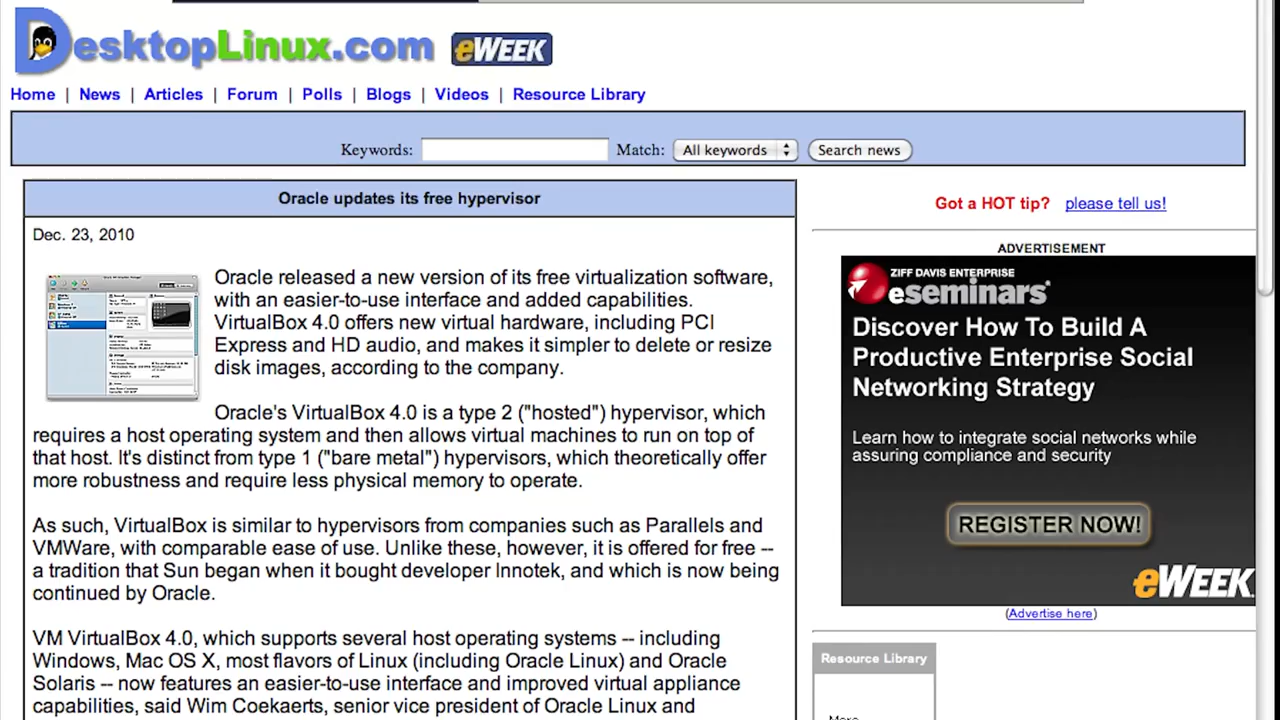 DesktopLinux.com eWEEK
Home | News | Articles | Forum | Polls | Blogs | Videos | Resource Library
Keywords: Match: All keywords Search news
Oracle updates its free hypervisor
Dec. 23, 2010
Oracle released a new version of its free virtualization software,
with an easier-to-use interface and added capabilities.
VirtualBox 4.0 offers new virtual hardware, including PCI
Express and HD audio, and makes it simpler to delete or resize
disk images, according to the company.
Oracle's VirtualBox 4.0 is a type 2 ("hosted") hypervisor, which
requires a host operating system and then allows virtual machines to run on top of
that host. It's distinct from type 1 ("bare metal") hypervisors, which theoretically offer
more robustness and require less physical memory to operate.
As such, VirtualBox is similar to hypervisors from companies such as Parallels and
VMWare, with comparable ease of use. Unlike these, however, it is offered for free --
a tradition that Sun began when it bought developer Innotek, and which is now being
continued by Oracle.
VM VirtualBox 4.0, which supports several host operating systems -- including
Windows, Mac OS X, most flavors of Linux (including Oracle Linux) and Oracle
Solaris -- now features an easier-to-use interface and improved virtual appliance
capabilities, said Wim Coekaerts, senior vice president of Oracle Linux and
Got a HOT tip? please tell us!
ADVERTISEMENT
ZIFF DAVIS ENTERPRISE
eseminars
Discover How To Build A
Productive Enterprise Social
Networking Strategy
Learn how to integrate social networks while
assuring compliance and security
REGISTER NOW!
eWEEK
(Advertise here)
Resource Library
More